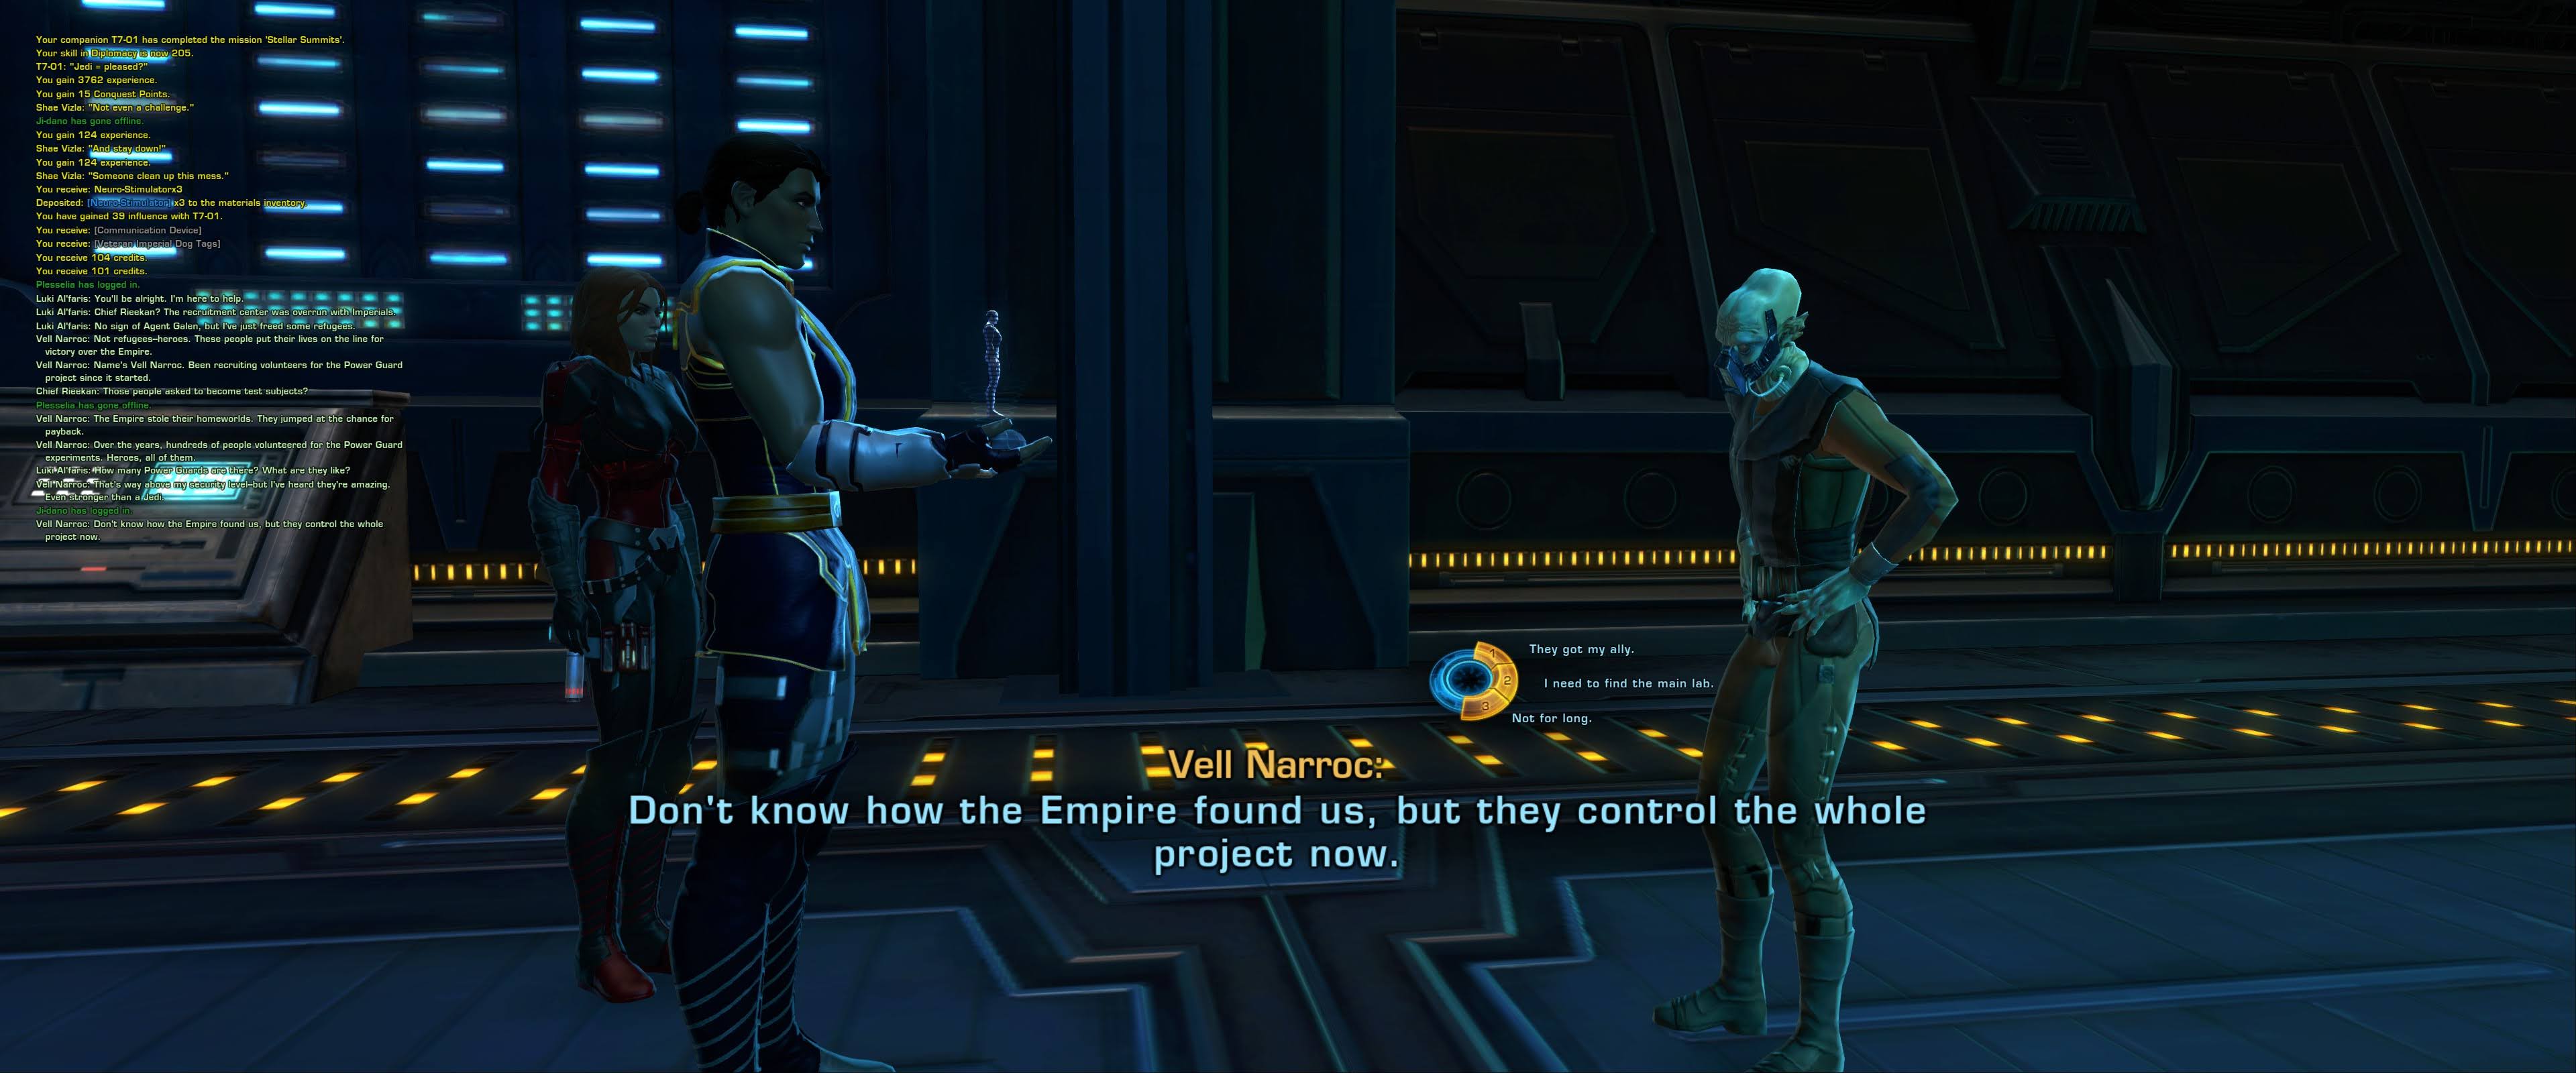 Your companion T7-01 has completed the mission 'Stellar Summits'.
Your skill in Diplomacy is now 205.
T7-01: "Jedi = pleased?"
You gain 3762 experience.
You gain 15 Conquest Points.
Shae Vizla: "Not even a challenge."
Ji-dano has gone offline.
You gain 124 experience.
Shae Vizla: "And stay down!"
You gain 124 experience.
Shae Vizla: "Someone clean up this mess."
You receive: Neuro-Stimulatorx3
Deposited: [Neuro-Stimulator] x3 to the materials inventory.
You have gained 39 influence with T7-01.
You receive: [Communication Device]
You receive: [Veteran Imperial Dog Tags]
You receive 104 credits.
You receive 101 credits.
Plesselia has logged in.
Luki Al'faris: You'll be alright. I'm here to help.
Luki Al'faris: Chief Rieekan? The recruitment center was overrun with Imperials.
Luki Al'faris: No sign of Agent Galen, but I've just freed some refugees.
Vell Narroc: Not refugees–heroes. These people put their lives on the line for
victory over the Empire.
Vell Narroc: Name's Vell Narroc. Been recruiting volunteers for the Power Guard
project since it started.
Chief Rieekan: Those people asked to become test subjects?
Plesselia has gone offline.
Vell Narroc: The Empire stole their homeworlds. They jumped at the chance for
payback.
Vell Narroc: Over the years, hundreds of people volunteered for the Power Guard
experiments. Heroes, all of them.
Luki Al'faris: How many Power Guards are there? What are they like?
Vell Narroc: That's way above my security level–but I've heard they're amazing.
Even stronger than a Jedi.
Ji-dano has logged in.
Vell Narroc: Don't know how the Empire found us, but they control the whole
project now.
1 They got my ally.
2 I need to find the main lab.
3 Not for long.
Vell Narroc:
Don't know how the Empire found us, but they control the whole
project now.